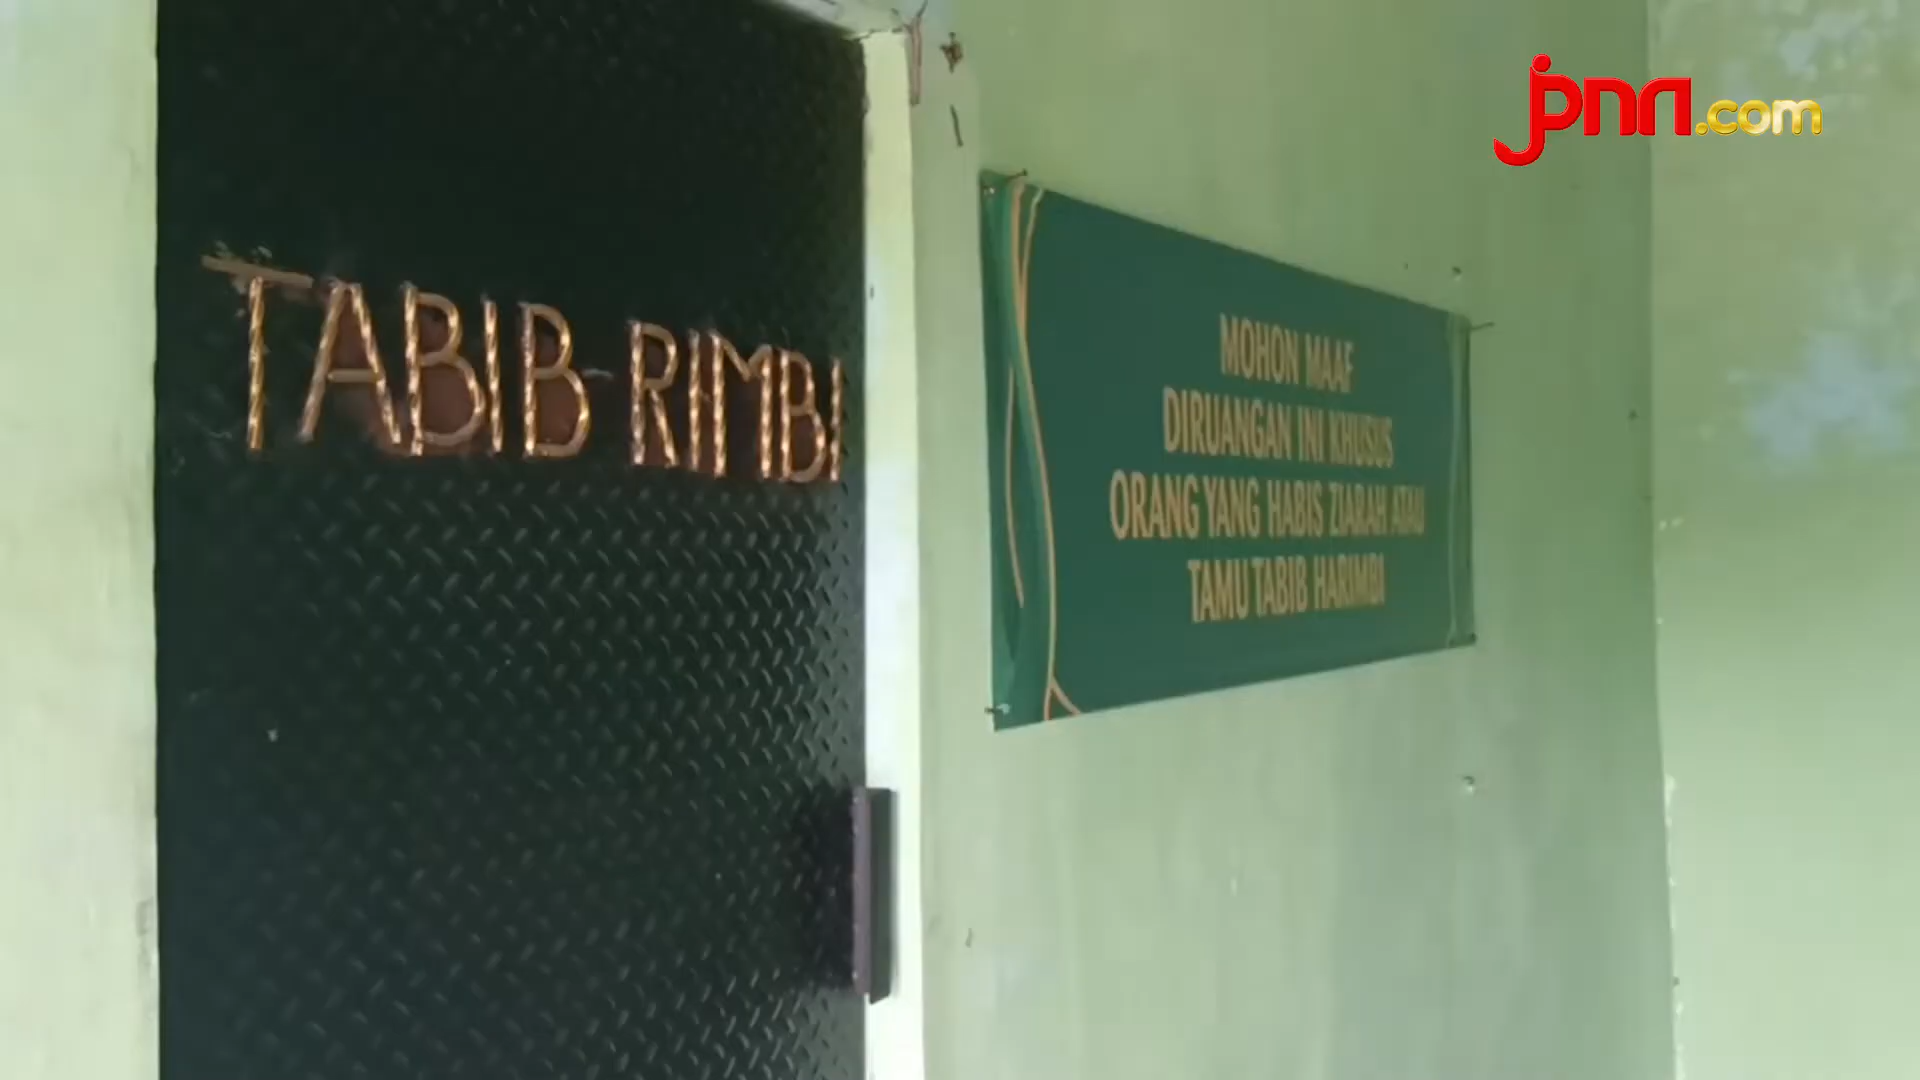 jpnn.com
TABIB RIMBI
MOHON MAAF
DIRUANGAN INI KHUSUS
ORANG YANG HABIS ZIARAH ATAU
TAMU TABIB HARIMBI